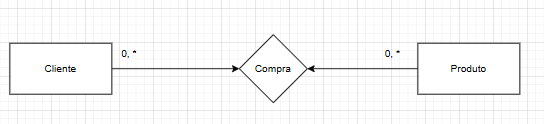 0, *
0, *
Cliente
Compra
Produto